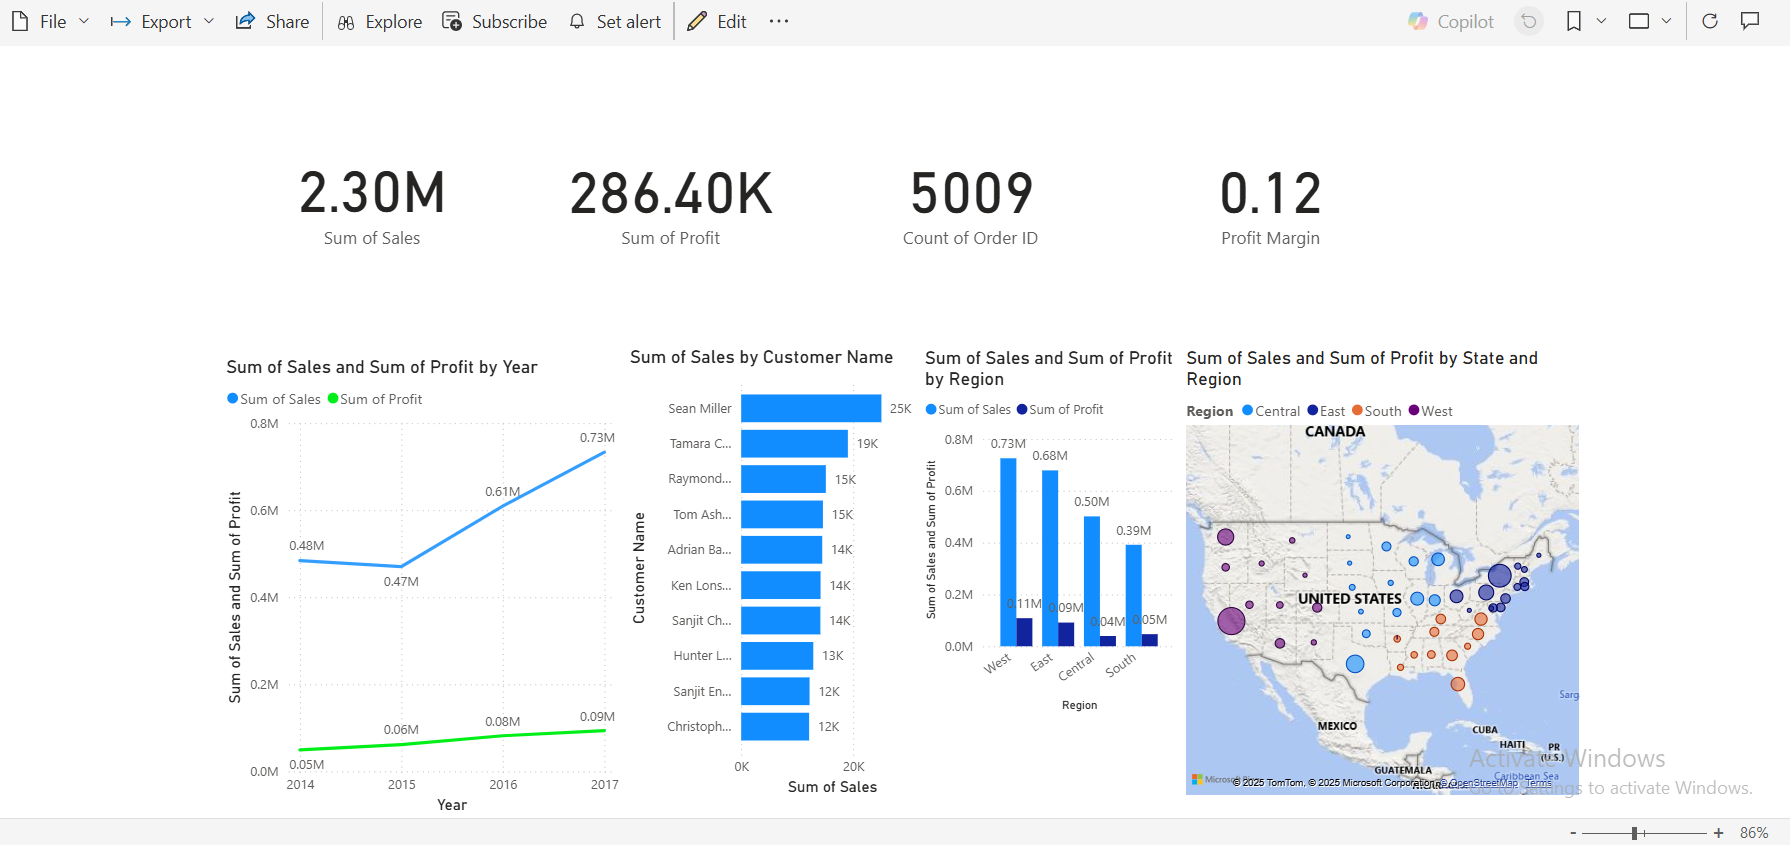 File Export Share Explore Subscribe Set alert Edit ... Copilot
2.30M
Sum of Sales
286.40K
Sum of Profit
5009
Count of Order ID
0.12
Profit Margin
Sum of Sales and Sum of Profit by Year
Sum of Sales Sum of Profit
Sum of Sales and Sum of Profit
0.8M
0.6M
0.4M
0.2M
0.0M
0.48M
0.47M
0.61M
0.73M
0.05M
0.06M
0.08M
0.09M
2014 2015 2016 2017
Year
Sum of Sales by Customer Name
Customer Name
Sean Miller 25K
Tamara C... 19K
Raymond... 15K
Tom Ash... 15K
Adrian Ba... 14K
Ken Lons... 14K
Sanjit Ch... 14K
Hunter L... 13K
Sanjit En... 12K
Christoph... 12K
0K 20K
Sum of Sales
Sum of Sales and Sum of Profit
by Region
Sum of Sales Sum of Profit
Sum of Sales and Sum of Profit
0.8M
0.6M
0.4M
0.2M
0.0M
0.73M
0.68M
0.50M
0.39M
0.11M
0.09M
0.04M
0.05M
West East Central South
Region
Sum of Sales and Sum of Profit by State and
Region
Region Central East South West
CANADA
UNITED STATES
Sarg
MEXICO
CUBA
HAITI
PR
(U.S.)
GUATEMALA
Caribbean Sea
© 2025 TomTom, © 2025 Microsoft Corporation, © OpenStreetMap Terms
Activate Windows
Go to Settings to activate Windows.
- + 86%